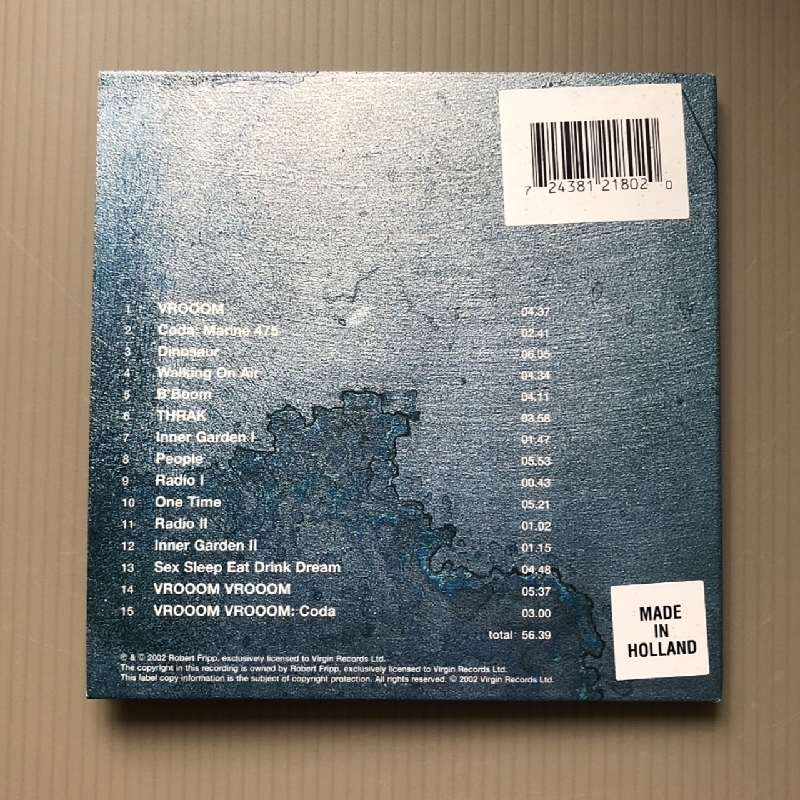 7 24381 21802 0
1 VROOOM 04.37
2 Coda: Marine 475 02.41
3 Dinosaur 06.35
4 Walking On Air 04.34
5 B'Boom 04.11
6 THRAK 03.58
7 Inner Garden I 01.47
8 People 05.53
9 Radio I 00.43
10 One Time 05.21
11 Radio II 01.02
12 Inner Garden II 01.15
13 Sex Sleep Eat Drink Dream 04.48
14 VROOOM VROOOM 05:37
15 VROOOM VROOOM: Coda 03.00
total: 56.39
℗ & © 2002 Robert Fripp, exclusively licensed to Virgin Records Ltd.
The copyright in this recording is owned by Robert Fripp, exclusively licensed to Virgin Records Ltd.
This label copy information is the subject of copyright protection. All rights reserved. © 2002 Virgin Records Ltd.
MADE
IN
HOLLAND